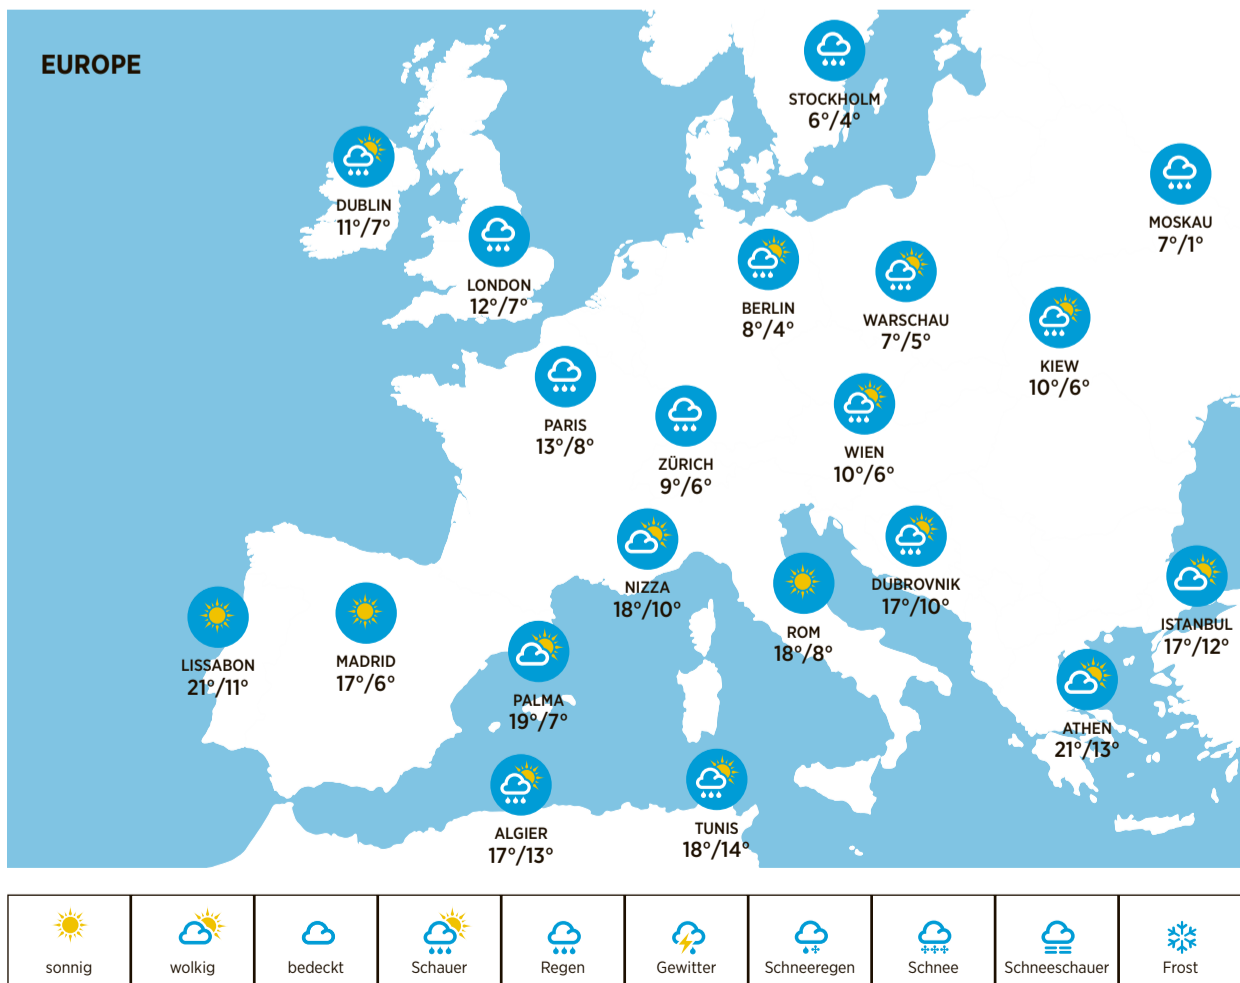 EUROPE
STOCKHOLM
6°/4°
DUBLIN
11°/7°
MOSKAU
7°/1°
LONDON
12°/7°
BERLIN
8°/4°
WARSCHAU
7°/5°
KIEW
10°/6°
PARIS
13°/8°
ZÜRICH
9°/6°
WIEN
10°/6°
NIZZA
18°/10°
DUBROVNIK
17°/10°
ROM
18°/8°
ISTANBUL
17°/12°
LISSABON
21°/11°
MADRID
17°/6°
PALMA
19°/7°
ATHEN
21°/13°
ALGIER
17°/13°
TUNIS
18°/14°
sonnig
wolkig
bedeckt
Schauer
Regen
Gewitter
Schneeregen
Schnee
Schneeschauer
Frost